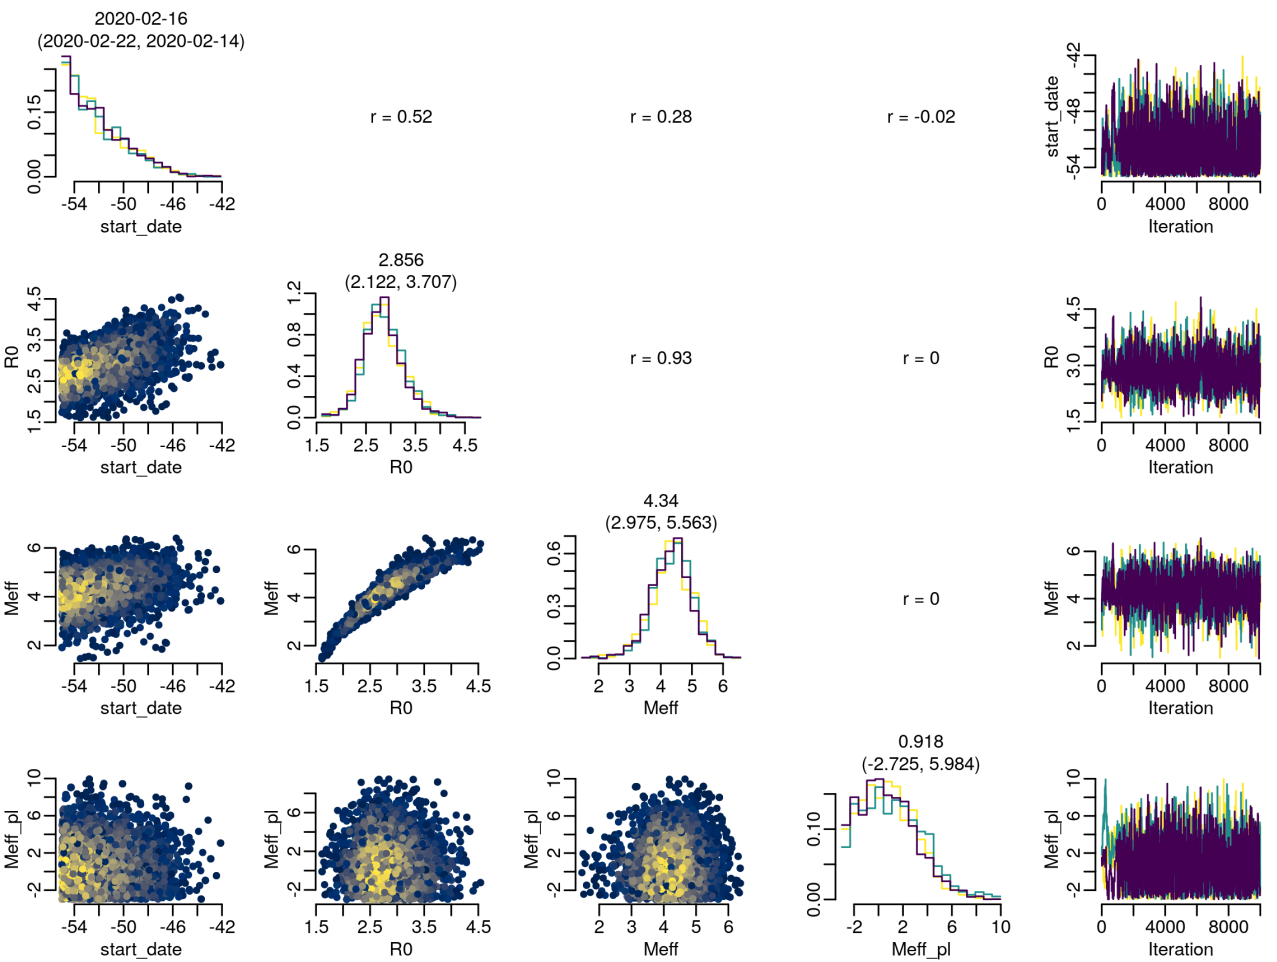 2020-02-16
(2020-02-22, 2020-02-14)
0.00 0.15
-54 -50 -46 -42
start_date
r = 0.52
r = 0.28
r = -0.02
start_date
-54 -48 -42
0 4000 8000
Iteration
R0
1.5 2.5 3.5 4.5
-54 -50 -46 -42
start_date
2.856
(2.122, 3.707)
0.0 0.4 0.8 1.2
1.5 2.5 3.5 4.5
R0
r = 0.93
r = 0
R0
1.5 3.0 4.5
0 4000 8000
Iteration
Meff
2 4 6
-54 -50 -46 -42
start_date
Meff
2 4 6
1.5 2.5 3.5 4.5
R0
4.34
(2.975, 5.563)
0.0 0.3 0.6
2 3 4 5 6
Meff
r = 0
Meff
2 4 6
0 4000 8000
Iteration
Meff_pl
-2 2 6 10
-54 -50 -46 -42
start_date
Meff_pl
-2 2 6
1.5 2.5 3.5 4.5
R0
Meff_pl
-2 2 6 10
2 3 4 5 6
Meff
0.918
(-2.725, 5.984)
0.00 0.10
-2 2 6 10
Meff_pl
Meff_pl
-2 2 6 10
0 4000 8000
Iteration